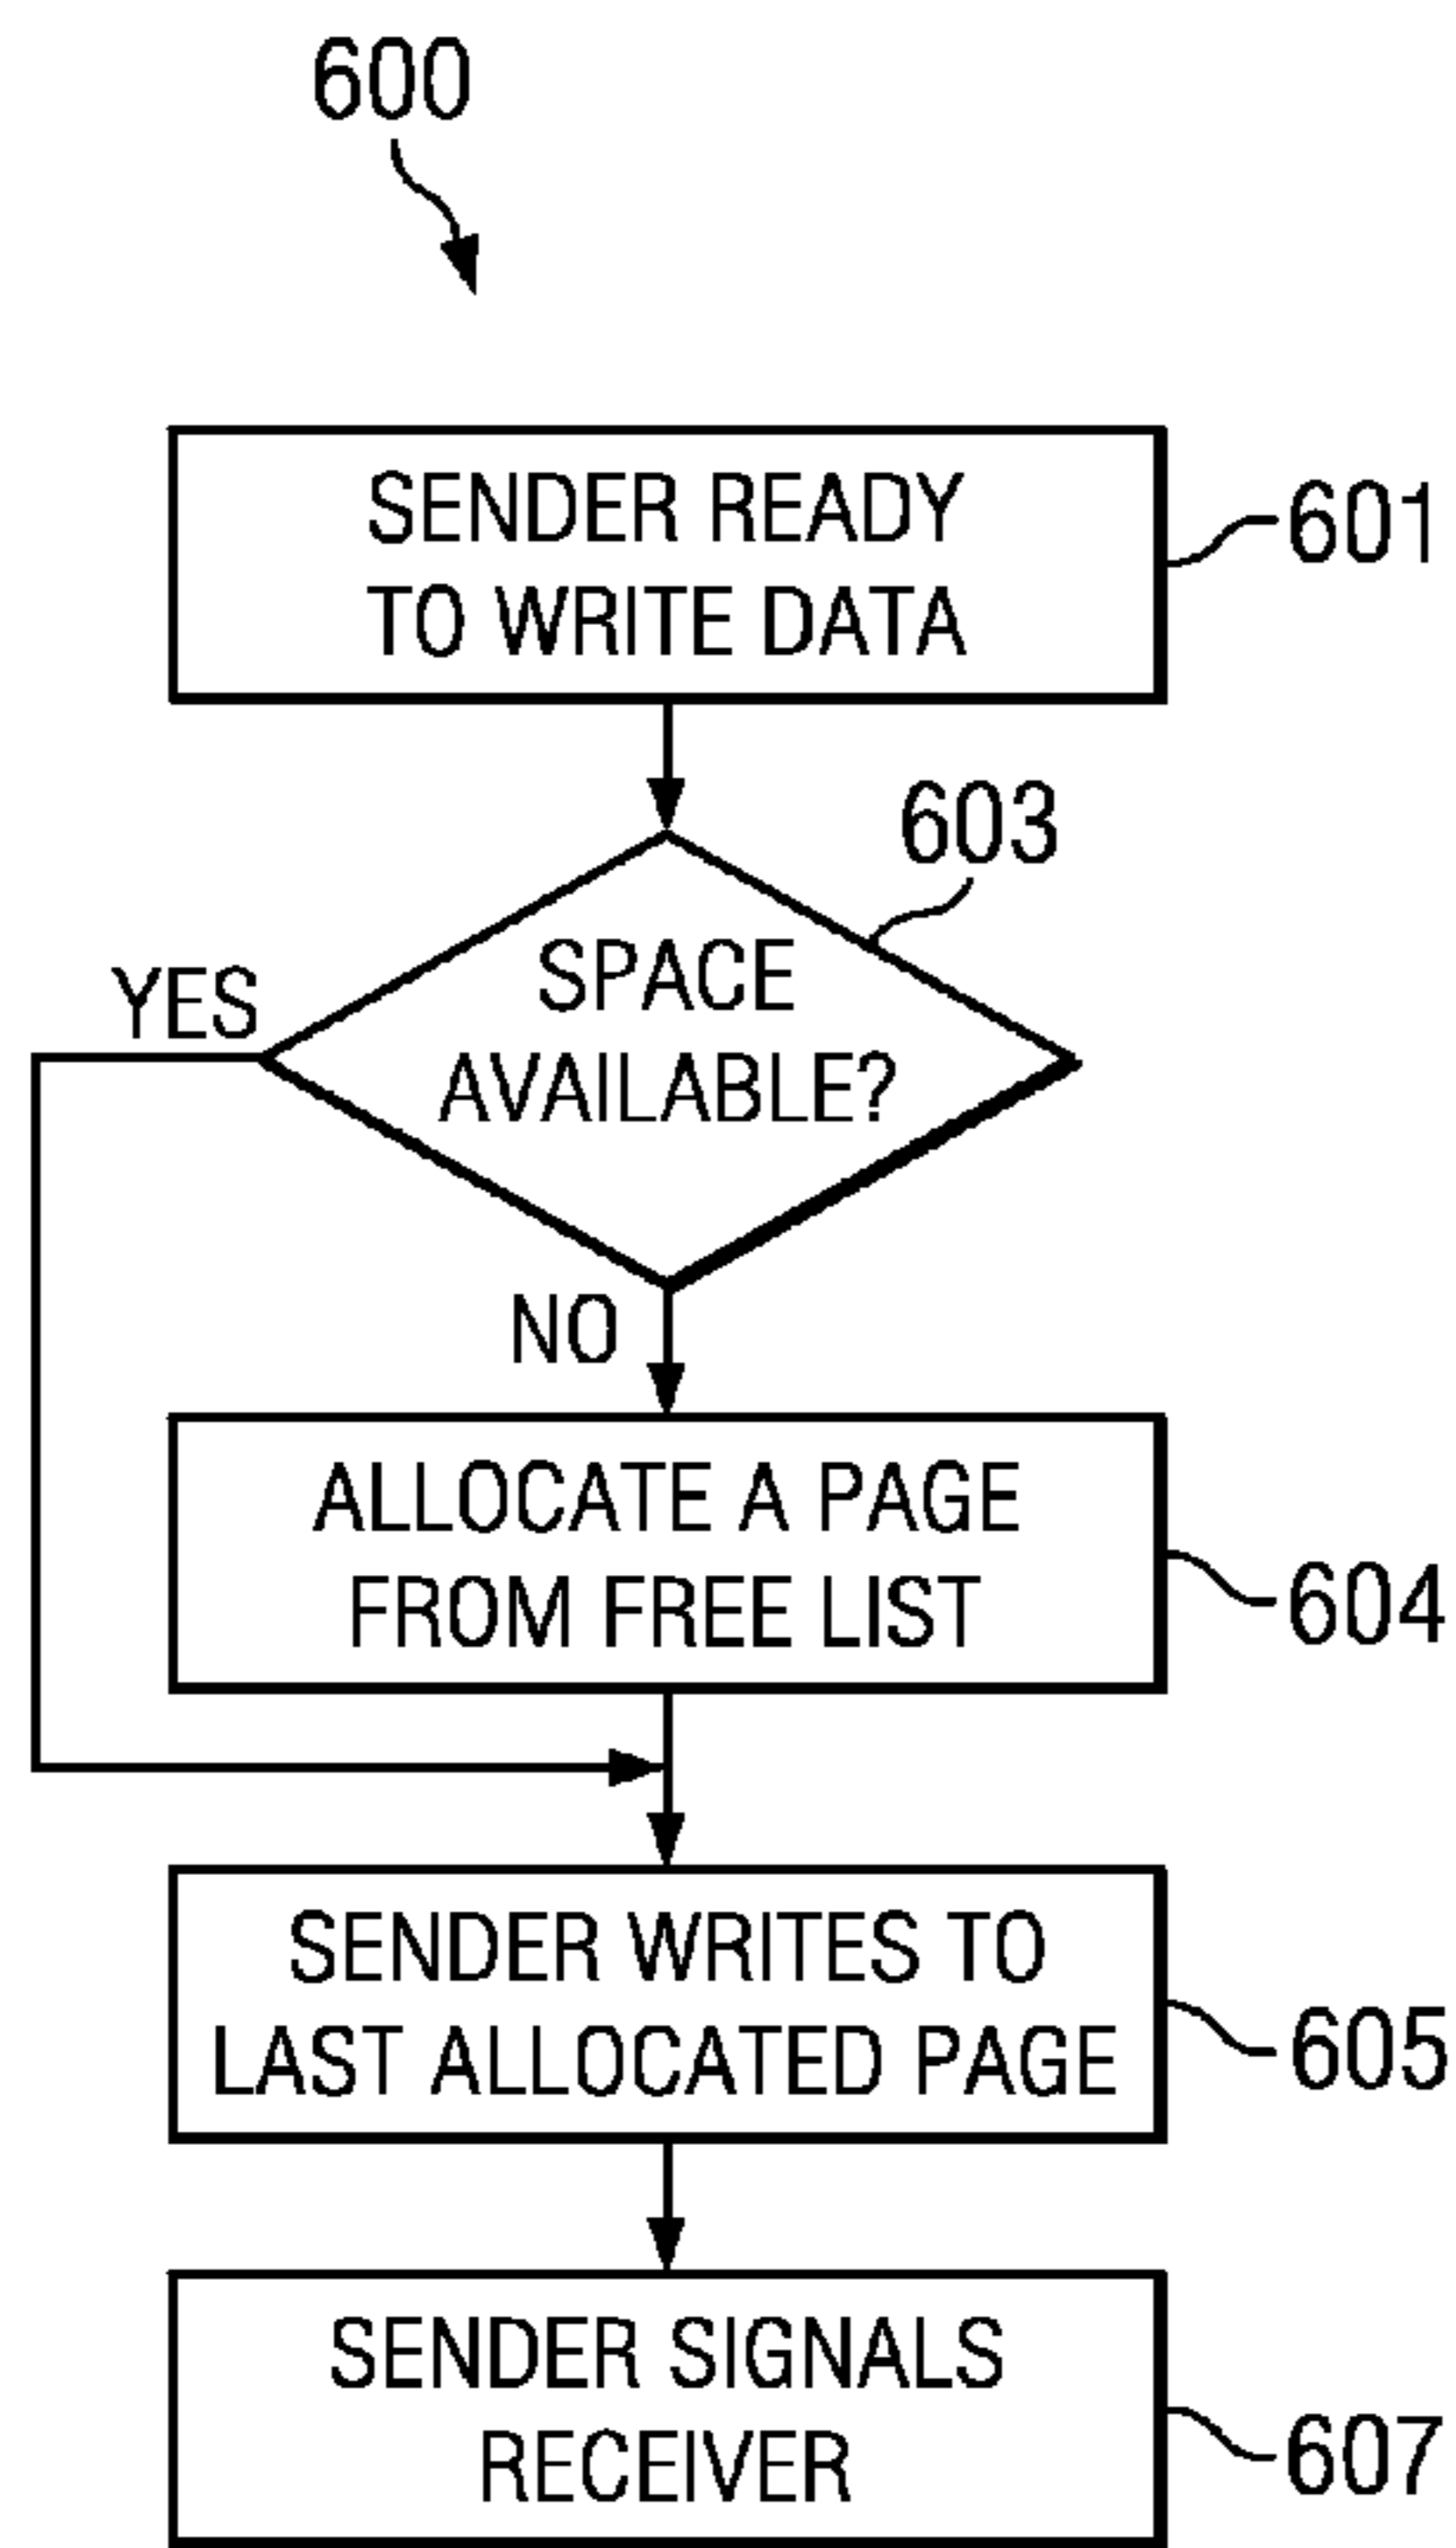 600
SENDER READY
TO WRITE DATA
601
603
SPACE
AVAILABLE?
YES
NO
ALLOCATE A PAGE
FROM FREE LIST
604
SENDER WRITES TO
LAST ALLOCATED PAGE
605
SENDER SIGNALS
RECEIVER
607